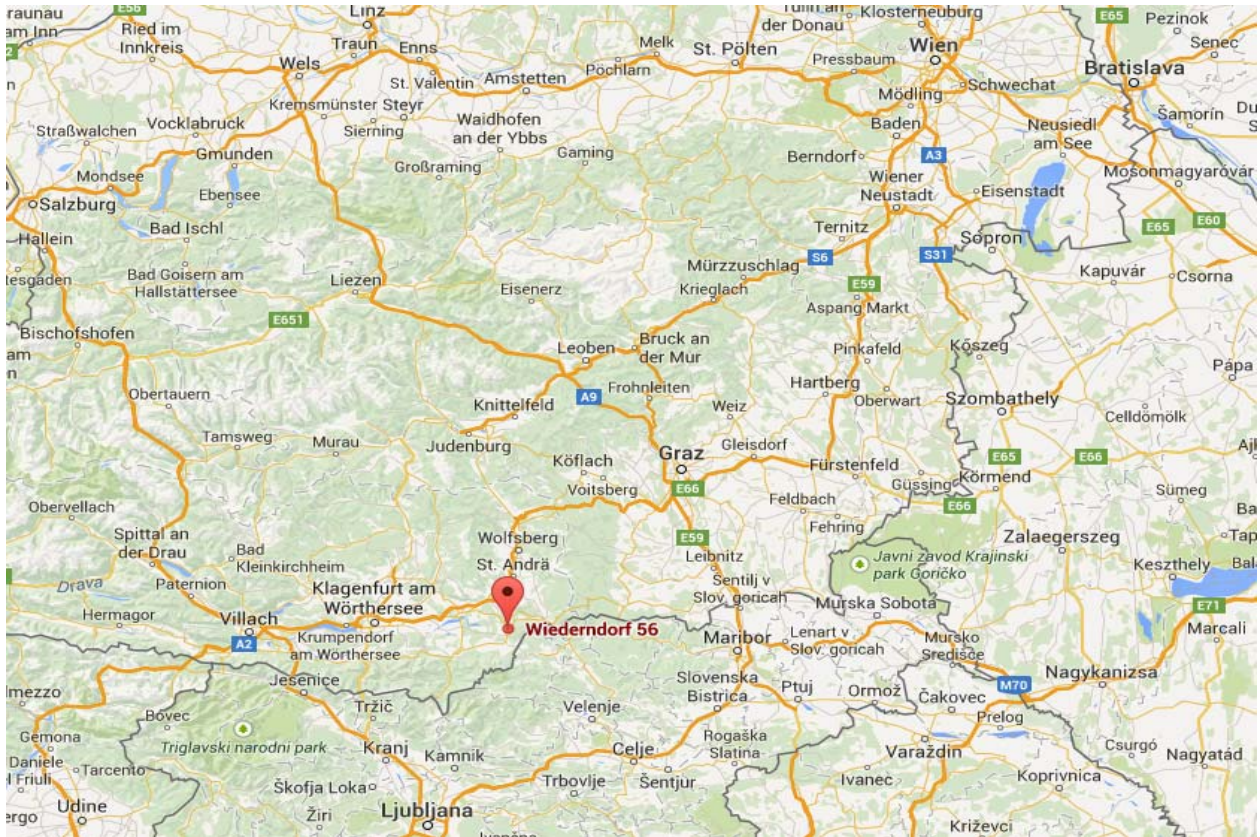 E56
Linz
Klosterneuburg
der Donau
Pezinok
Ried im
Innkreis
Traun
Enns
Melk
St. Pölten
Wien
Senec
Wels
St. Valentin
Amstetten
Pöchlarn
Pressbaum
Schwechat
Bratislava
Kremsmünster
Steyr
Mödling
Šamorín
Straßwalchen
Vocklabruck
Sierning
Waidhofen
an der Ybbs
Baden
Neusiedl
am See
Gmunden
Großraming
Gaming
Berndorf
A3
Mondsee
Ebensee
Wiener
Neustadt
Eisenstadt
Mosonmagyaróvár
Salzburg
Bad Ischl
Ternitz
E65
E60
Hallein
Sopron
Bad Goisern am
Hallstättersee
Liezen
Eisenerz
Mürzzuschlag
S6
S31
Kapuvár
Csorna
Krieglach
E59
Aspang Markt
Bischofshofen
E651
Leoben
Bruck an
der Mur
Pinkafeld
Kőszeg
Pápa
Obertauern
A9
Frohnleiten
Hartberg
Oberwart
Szombathely
Knittelfeld
Weiz
Celldömölk
Tamsweg
Murau
Judenburg
Graz
Gleisdorf
E65
E66
Köflach
Voitsberg
E66
Fürstenfeld
Güssing
Körmend
Obervellach
Feldbach
E66
Sümeg
Fehring
Spittal an
der Drau
Bad
Kleinkirchheim
Wolfsberg
St. Andrä
E59
Leibnitz
Javni zavod Krajinski
park Goričko
Zalaegerszeg
Keszthely
Drava
Paternion
Klagenfurt am
Wörthersee
Sentilj v
Slov. goricah
Murska Sobota
E71
Hermagor
Villach
A2
Krumpendorf
am Wörthersee
Wiederndorf 56
Maribor
Lenart v
Slov. goricah
Mursko
Središče
Marcali
Jesenice
Slovenska
Bistrica
Ptuj
Ormož
Čakovec
M70
Nagykanizsa
Bovec
Tržič
Velenje
Prelog
Gemona
Triglavski narodni park
Kranj
Kamnik
Celje
Rogaška
Slatina
Varaždin
Csurgó
Nagyatád
Tarcento
Škofja Loka
Trbovlje
Šentjur
Ivanec
Koprivnica
Udine
Žiri
Ljubljana
Križevci